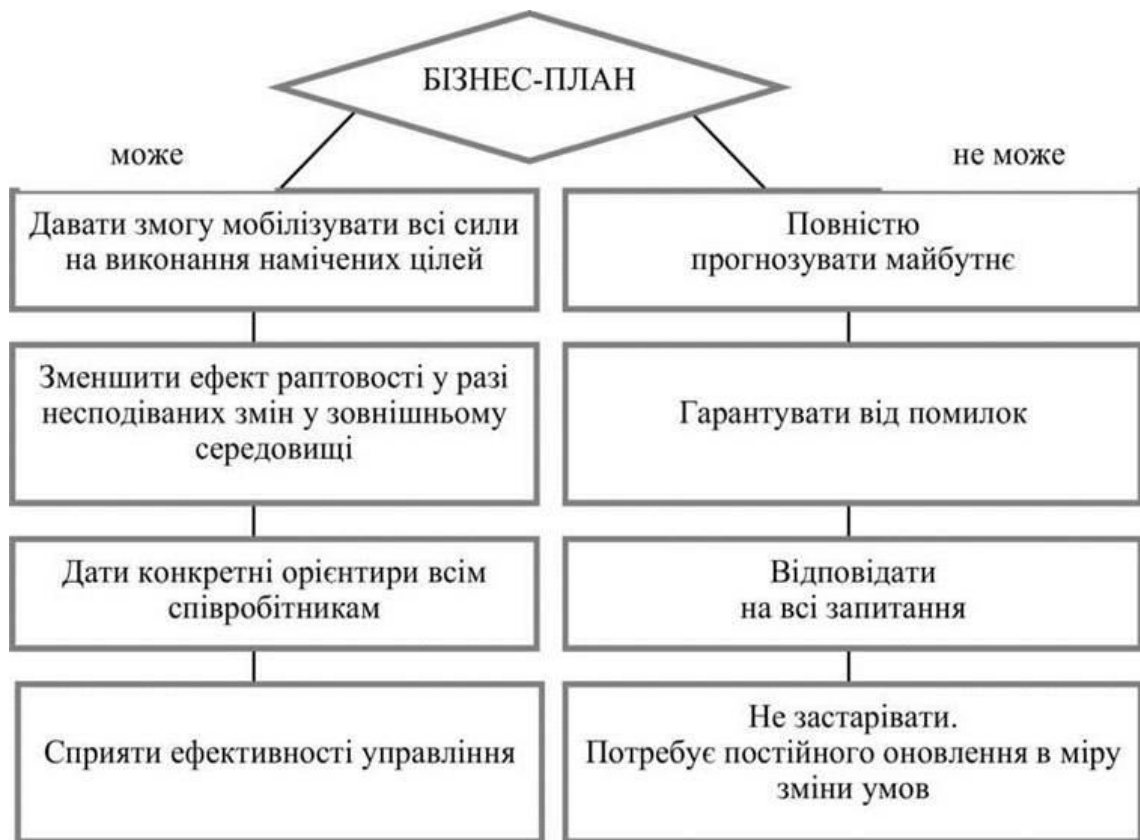 БІЗНЕС-ПЛАН
може
не може
Давати змогу мобілізувати всі сили
на виконання намічених цілей
Зменшити ефект раптовості у разі
несподіваних змін у зовнішньому
середовищі
Дати конкретні орієнтири всім
співробітникам
Сприяти ефективності управління
Повністю
прогнозувати майбутнє
Гарантувати від помилок
Відповідати
на всі запитання
Не застарівати.
Потребує постійного оновлення в міру
зміни умов